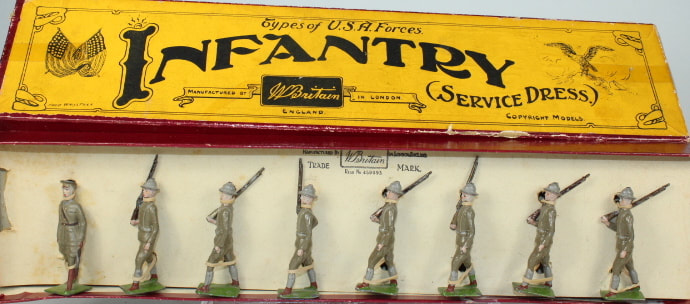 Types of U.S.A. Forces.
INFANTRY
(SERVICE DRESS.)
MANUFACTURED BY
W. Britain
IN LONDON
ENGLAND.
COPYRIGHT MODELS.
W. Britain
TRADE MARK.